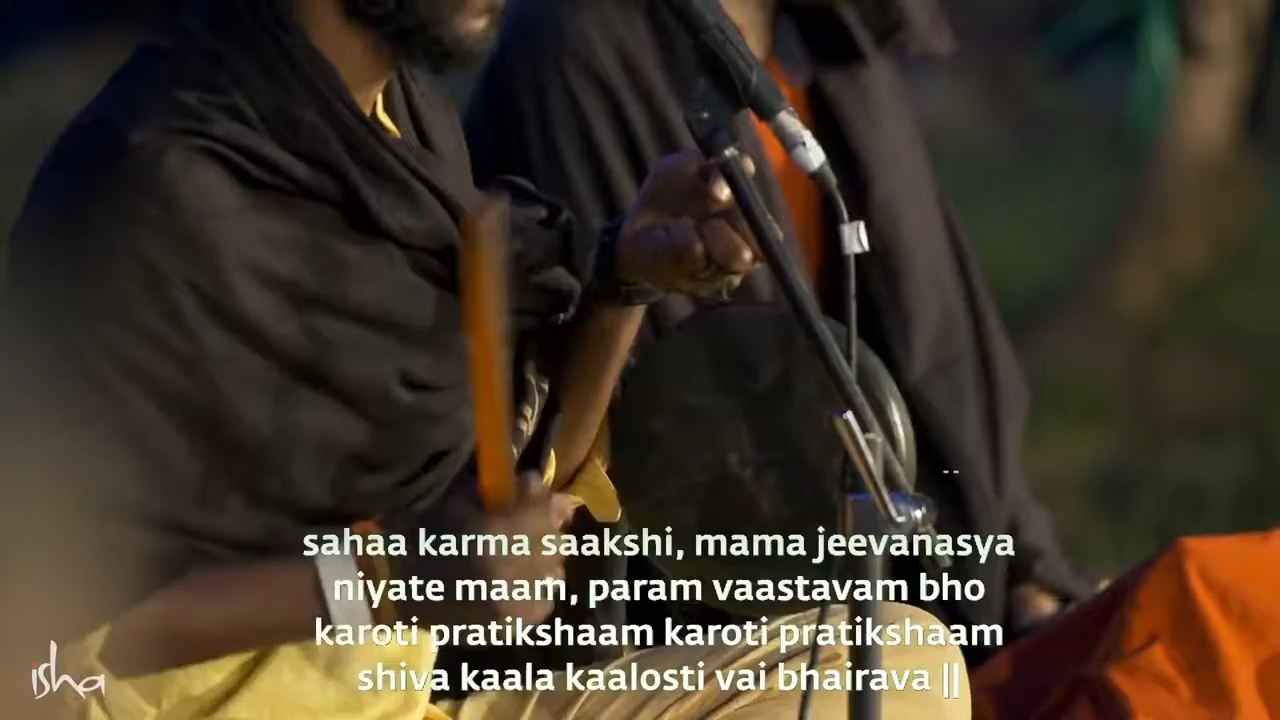 sahaa karma saakshi, mama jeevanasya
niyate maam, param vaastavam bho
karoti pratikshaam karoti pratikshaam
shiva kaala kaalosti vai bhairava ||
isha